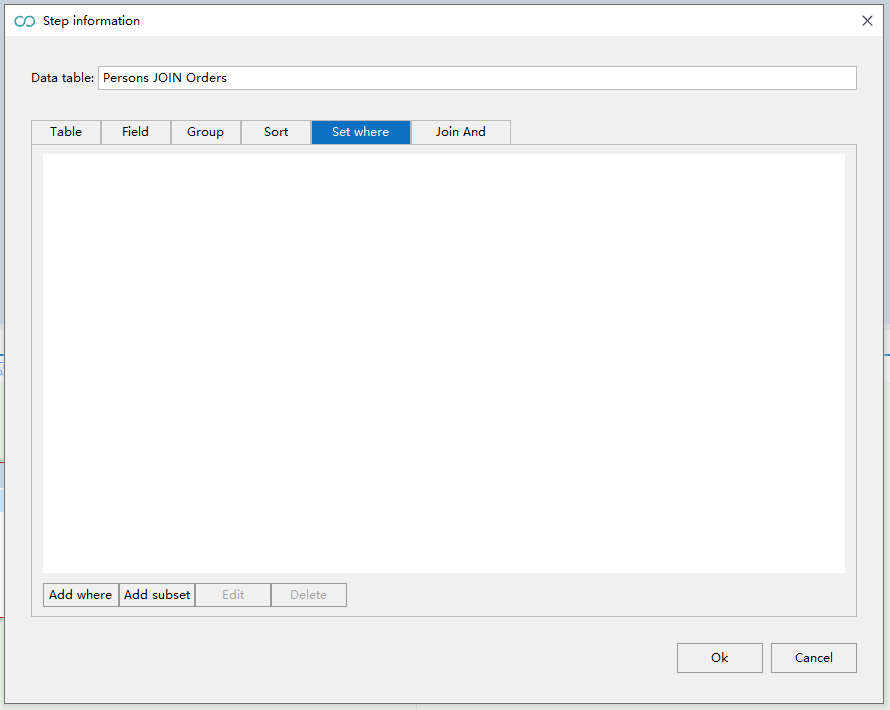 Step information
Data table: Persons JOIN Orders
Table Field Group Sort Set where Join And
Add where Add subset Edit Delete
Ok Cancel